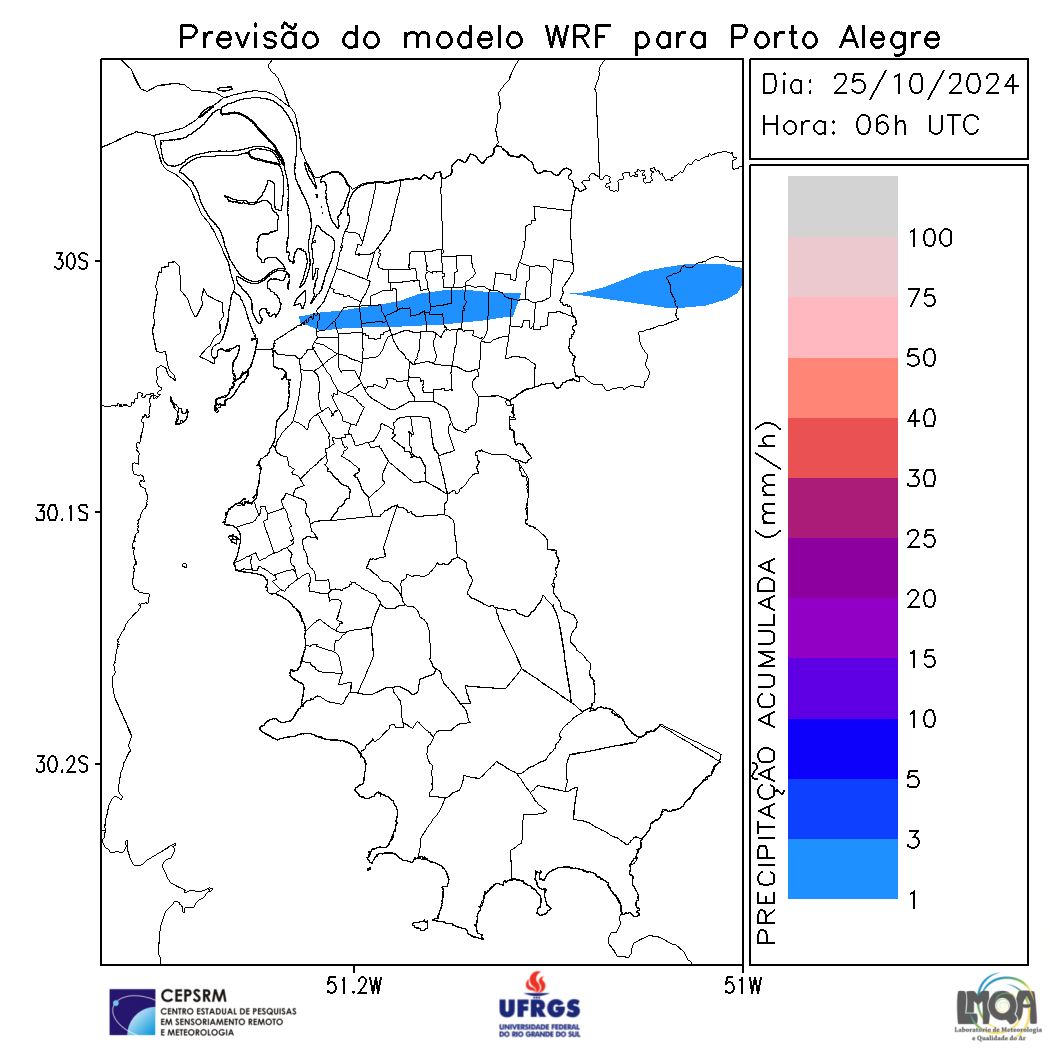 Previsão do modelo WRF para Porto Alegre
Dia: 25/10/2024
Hora: 06h UTC
30S
30.1S
30.2S
51.2W
51W
PRECIPITAÇÃO ACUMULADA (mm/h)
100
75
50
40
30
25
20
15
10
5
3
1
CEPSRM
CENTRO ESTADUAL DE PESQUISAS
EM SENSORIAMENTO REMOTO
E METEOROLOGIA
UFRGS
UNIVERSIDADE FEDERAL
DO RIO GRANDE DO SUL
LMQA
Laboratório de Meteorologia
e Qualidade do Ar